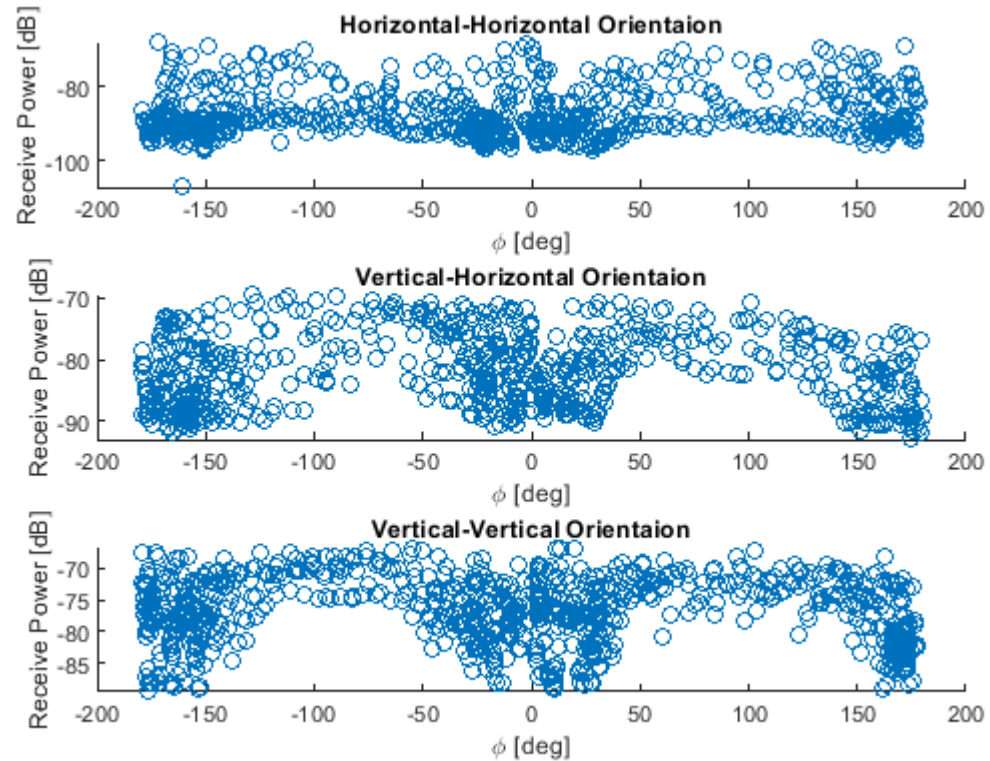 Horizontal-Horizontal Orientaion
Receive Power [dB]
-80
-100
-200 -150 -100 -50 0 50 100 150 200
ϕ [deg]
Vertical-Horizontal Orientaion
Receive Power [dB]
-70
-80
-90
-200 -150 -100 -50 0 50 100 150 200
ϕ [deg]
Vertical-Vertical Orientaion
Receive Power [dB]
-70
-75
-80
-85
-200 -150 -100 -50 0 50 100 150 200
ϕ [deg]